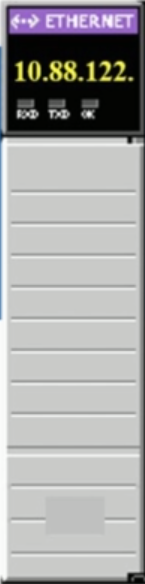 <··> ETHERNET
10.88.122.
RXD TXD OK